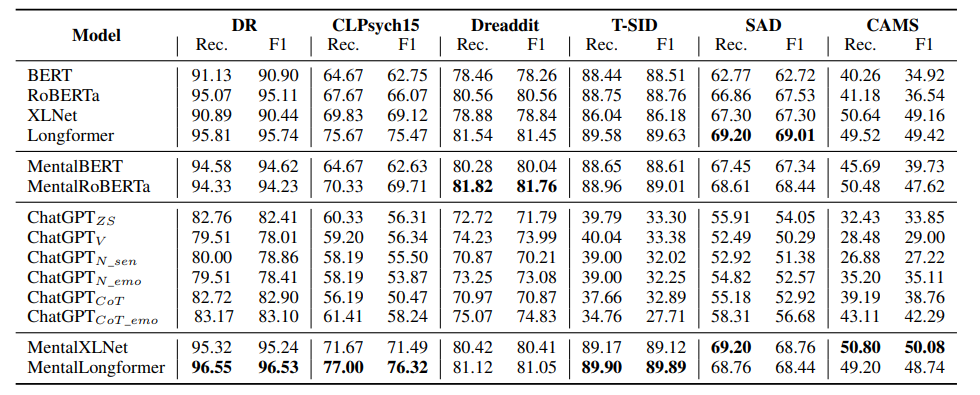 Model DR CLPsych15 Dreaddit T-SID SAD CAMS
Rec. F1 Rec. F1 Rec. F1 Rec. F1 Rec. F1 Rec. F1
BERT 91.13 90.90 64.67 62.75 78.46 78.26 88.44 88.51 62.77 62.72 40.26 34.92
RoBERTa 95.07 95.11 67.67 66.07 80.56 80.56 88.75 88.76 66.86 67.53 41.18 36.54
XLNet 90.89 90.44 69.83 69.12 78.88 78.84 86.04 86.18 67.30 67.30 50.64 49.16
Longformer 95.81 95.74 75.67 75.47 81.54 81.45 89.58 89.63 69.20 69.01 49.52 49.42
MentalBERT 94.58 94.62 64.67 62.63 80.28 80.04 88.65 88.61 67.45 67.34 45.69 39.73
MentalRoBERTa 94.33 94.23 70.33 69.71 81.82 81.76 88.96 89.01 68.61 68.44 50.48 47.62
ChatGPT_ZS 82.76 82.41 60.33 56.31 72.72 71.79 39.79 33.30 55.91 54.05 32.43 33.85
ChatGPT_V 79.51 78.01 59.20 56.34 74.23 73.99 40.04 33.38 52.49 50.29 28.48 29.00
ChatGPT_N_sen 80.00 78.86 58.19 55.50 70.87 70.21 39.00 32.02 52.92 51.38 26.88 27.22
ChatGPT_N_emo 79.51 78.41 58.19 53.87 73.25 73.08 39.00 32.25 54.82 52.57 35.20 35.11
ChatGPT_CoT 82.72 82.90 56.19 50.47 70.97 70.87 37.66 32.89 55.18 52.92 39.19 38.76
ChatGPT_CoT_emo 83.17 83.10 61.41 58.24 75.07 74.83 34.76 27.71 58.31 56.68 43.11 42.29
MentalXLNet 95.32 95.24 71.67 71.49 80.42 80.41 89.17 89.12 69.20 68.76 50.80 50.08
MentalLongformer 96.55 96.53 77.00 76.32 81.12 81.05 89.90 89.89 68.76 68.44 49.20 48.74